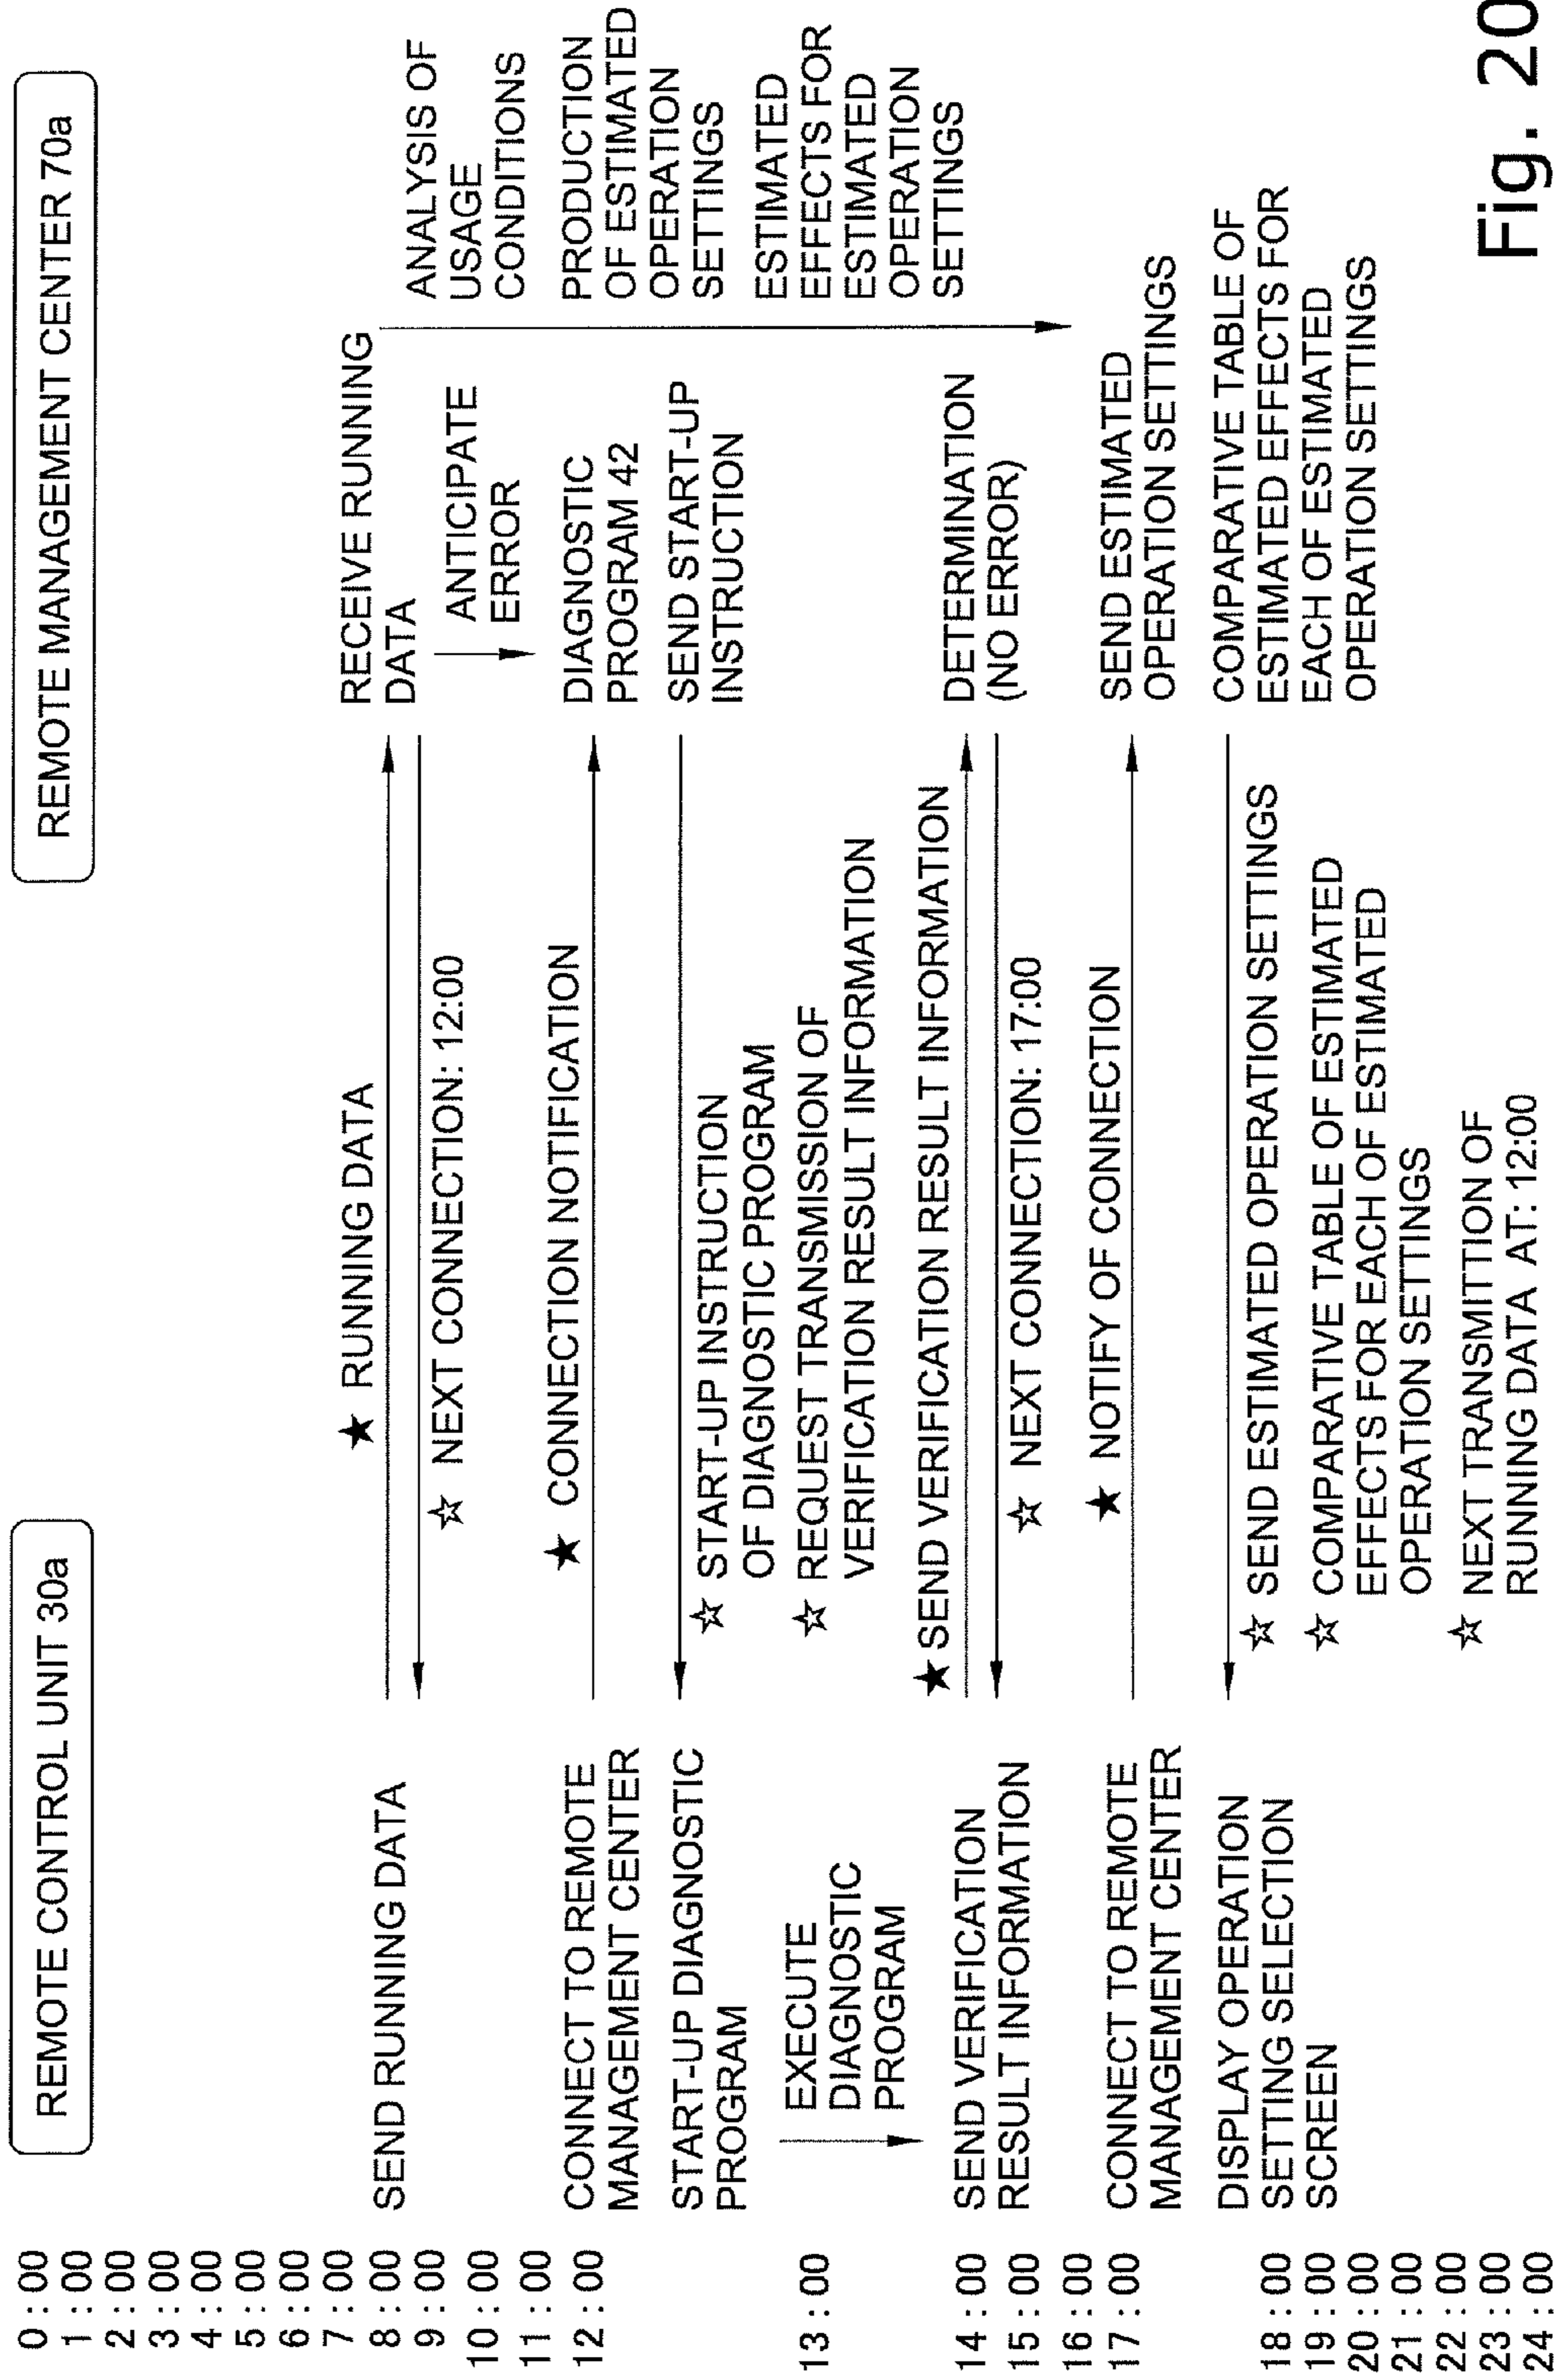 REMOTE CONTROL UNIT 30a
REMOTE MANAGEMENT CENTER 70a
0:00
1:00
2:00
3:00
4:00
5:00
6:00
7:00
8:00
9:00
10:00
11:00
12:00
13:00
14:00
15:00
16:00
17:00
18:00
19:00
20:00
21:00
22:00
23:00
24:00
SEND RUNNING DATA
CONNECT TO REMOTE
MANAGEMENT CENTER
START-UP DIAGNOSTIC
PROGRAM
EXECUTE
DIAGNOSTIC
PROGRAM
SEND VERIFICATION
RESULT INFORMATION
CONNECT TO REMOTE
MANAGEMENT CENTER
DISPLAY OPERATION
SETTING SELECTION
SCREEN
★ RUNNING DATA
☆ NEXT CONNECTION: 12:00
★ CONNECTION NOTIFICATION
☆ START-UP INSTRUCTION
OF DIAGNOSTIC PROGRAM
☆ REQUEST TRANSMISSION OF
VERIFICATION RESULT INFORMATION
★ SEND VERIFICATION RESULT INFORMATION
☆ NEXT CONNECTION: 17:00
★ NOTIFY OF CONNECTION
☆ SEND ESTIMATED OPERATION SETTINGS
☆ COMPARATIVE TABLE OF ESTIMATED
EFFECTS FOR EACH OF ESTIMATED
OPERATION SETTINGS
☆ NEXT TRANSMITTION OF
RUNNING DATA AT: 12:00
RECEIVE RUNNING
DATA
ANTICIPATE
ERROR
DIAGNOSTIC
PROGRAM 42
SEND START-UP
INSTRUCTION
DETERMINATION
(NO ERROR)
SEND ESTIMATED
OPERATION SETTINGS
COMPARATIVE TABLE OF
ESTIMATED EFFECTS FOR
EACH OF ESTIMATED
OPERATION SETTINGS
ANALYSIS OF
USAGE
CONDITIONS
PRODUCTION
OF ESTIMATED
OPERATION
SETTINGS
ESTIMATED
EFFECTS FOR
ESTIMATED
OPERATION
SETTINGS
Fig. 20